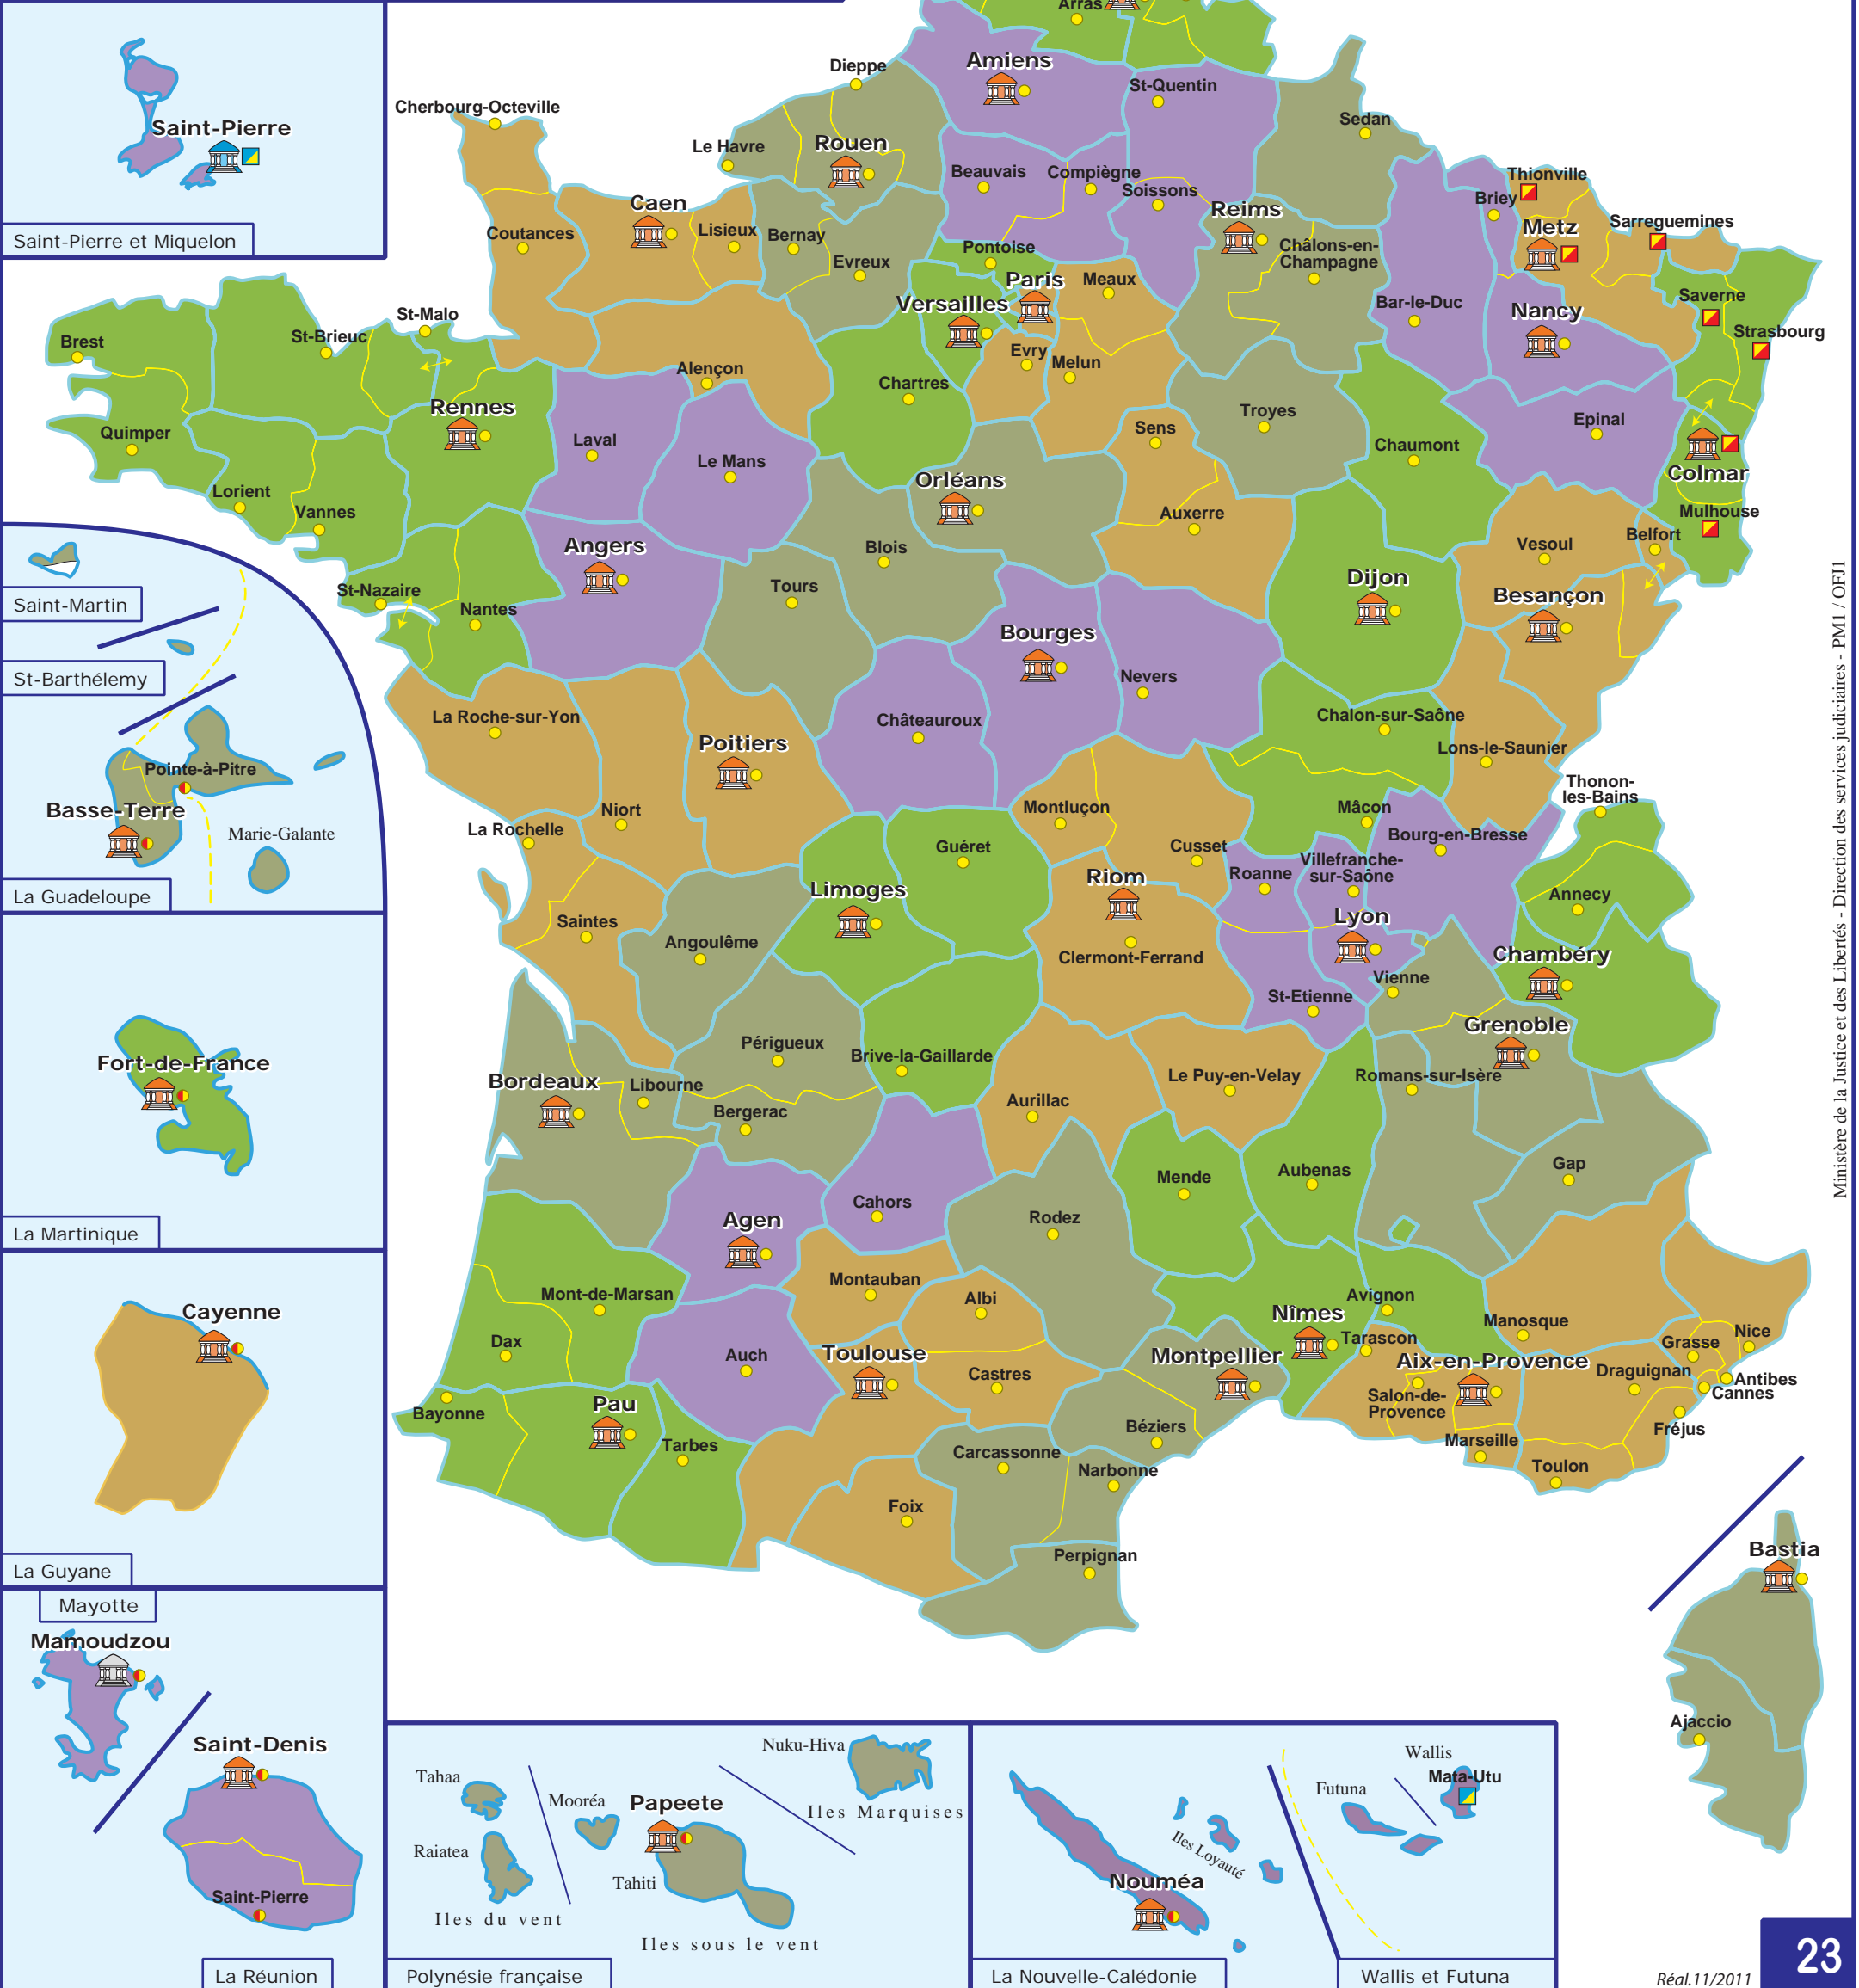 Saint-Pierre
Saint-Pierre et Miquelon
Arras
Amiens
Dieppe
St-Quentin
Cherbourg-Octeville
Sedan
Le Havre
Rouen
Beauvais
Compiègne
Soissons
Thionville
Briey
Caen
Reims
Metz
Sarreguemines
Coutances
Lisieux
Bernay
Pontoise
Châlons-en-
Champagne
Evreux
Paris
Meaux
Versailles
Bar-le-Duc
Nancy
Saverne
Strasbourg
Brest
St-Brieuc
St-Malo
Evry
Melun
Alençon
Chartres
Rennes
Troyes
Epinal
Quimper
Laval
Sens
Chaumont
Le Mans
Colmar
Orléans
Lorient
Vannes
Auxerre
Mulhouse
Angers
Blois
Vesoul
Belfort
Dijon
Tours
St-Nazaire
Nantes
Besançon
Saint-Martin
Bourges
St-Barthélemy
Nevers
La Roche-sur-Yon
Châteauroux
Chalon-sur-Saône
Poitiers
Lons-le-Saunier
Pointe-à-Pitre
Thonon-
les-Bains
Basse-Terre
Niort
Montluçon
Mâcon
Marie-Galante
La Rochelle
Guéret
Cusset
Bourg-en-Bresse
Villefranche-
sur-Saône
Roanne
Riom
La Guadeloupe
Limoges
Annecy
Saintes
Lyon
Angoulême
Clermont-Ferrand
Chambéry
Vienne
St-Etienne
Grenoble
Périgueux
Brive-la-Gaillarde
Fort-de-France
Bordeaux
Libourne
Le Puy-en-Velay
Romans-sur-Isère
Bergerac
Aurillac
Gap
Mende
Aubenas
Cahors
Agen
Rodez
La Martinique
Montauban
Mont-de-Marsan
Albi
Avignon
Cayenne
Nîmes
Manosque
Dax
Tarascon
Nice
Grasse
Auch
Toulouse
Montpellier
Aix-en-Provence
Castres
Draguignan
Antibes
Cannes
Salon-de-
Provence
Bayonne
Pau
Béziers
Fréjus
Tarbes
Carcassonne
Marseille
Narbonne
Toulon
Foix
Perpignan
Bastia
La Guyane
Mayotte
Mamoudzou
Ajaccio
Saint-Denis
Saint-Pierre
La Réunion
Nuku-Hiva
Tahaa
Mooréa
Papeete
Iles Marquises
Raiatea
Tahiti
Iles du vent
Iles sous le vent
Polynésie française
Wallis
Mata-Utu
Futuna
Iles Loyauté
Nouméa
La Nouvelle-Calédonie
Wallis et Futuna
Ministère de la Justice et des Libertés - Direction des services judiciaires - PM1 / OFJ1
Réal.11/2011
23